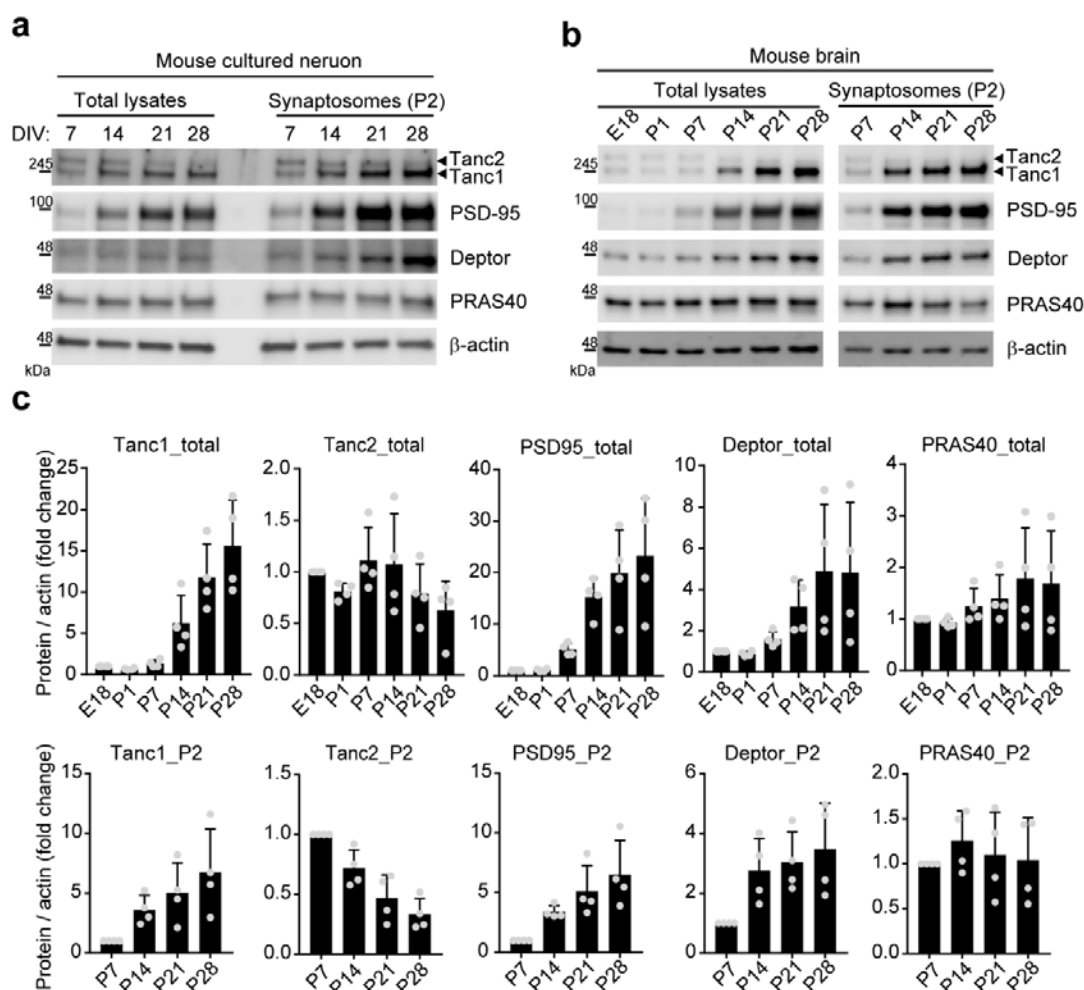 a
Mouse cultured neruon
Total lysates Synaptosomes (P2)
DIV: 7 14 21 28 7 14 21 28
245 Tanc2
Tanc1
100 PSD-95
48 Deptor
48 PRAS40
48 β-actin
kDa
b
Mouse brain
Total lysates Synaptosomes (P2)
E18 P1 P7 P14 P21 P28 P7 P14 P21 P28
245 Tanc2
Tanc1
100 PSD-95
48 Deptor
48 PRAS40
48 β-actin
kDa
c
Tanc1_total
Protein / actin (fold change)
25
20
15
10
5
0
E18 P1 P7 P14 P21 P28
Tanc2_total
2.0
1.5
1.0
0.5
0.0
E18 P1 P7 P14 P21 P28
PSD95_total
40
30
20
10
0
E18 P1 P7 P14 P21 P28
Deptor_total
10
8
6
4
2
0
E18 P1 P7 P14 P21 P28
PRAS40_total
4
3
2
1
0
E18 P1 P7 P14 P21 P28
Tanc1_P2
Protein / actin (fold change)
15
10
5
0
P7 P14 P21 P28
Tanc2_P2
1.5
1.0
0.5
0.0
P7 P14 P21 P28
PSD95_P2
15
10
5
0
P7 P14 P21 P28
Deptor_P2
6
4
2
0
P7 P14 P21 P28
PRAS40_P2
2.0
1.5
1.0
0.5
0.0
P7 P14 P21 P28